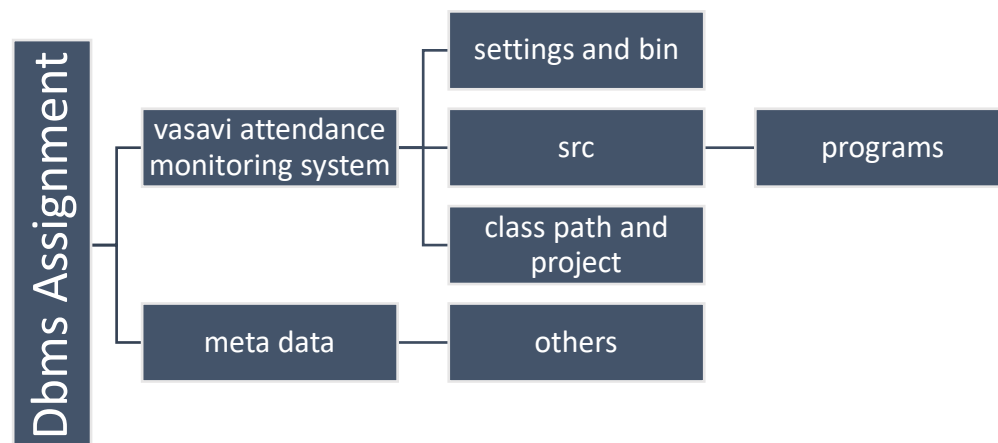 Dbms Assignment
vasavi attendance
monitoring system
settings and bin
src
programs
class path and
project
meta data
others